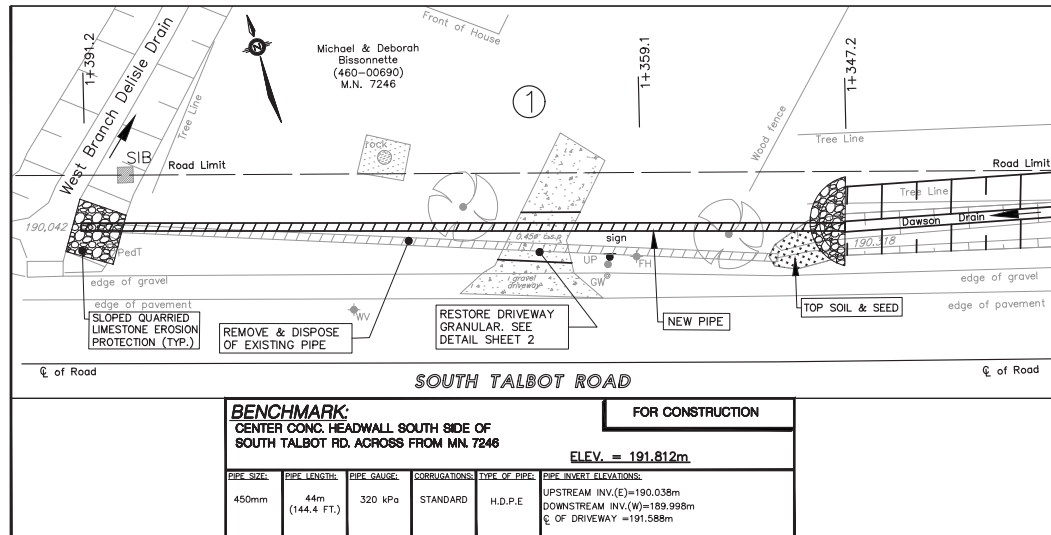 Front of House
West Branch Delisle Drain
1+391.2
N
Michael & Deborah
Bissonnette
(460-00690)
M.N. 7246
1
1+359.1
1+347.2
Tree Line
Wood fence
Tree Line
SIB
rock
Road Limit
Road Limit
Tree Line
190.042
PedT
0.45ø Ex.
sign
Dawson Drain
190.318
UP
FH
GW
gravel
driveway
edge of gravel
edge of gravel
edge of pavement
edge of pavement
WV
SLOPED QUARRIED
LIMESTONE EROSION
PROTECTION (TYP.)
REMOVE & DISPOSE
OF EXISTING PIPE
RESTORE DRIVEWAY
GRANULAR. SEE
DETAIL SHEET 2
NEW PIPE
TOP SOIL & SEED
℄ of Road
℄ of Road
SOUTH TALBOT ROAD
BENCHMARK:
CENTER CONC. HEADWALL SOUTH SIDE OF
SOUTH TALBOT RD. ACROSS FROM MN. 7246
FOR CONSTRUCTION
ELEV. = 191.812m
PIPE SIZE:
450mm
PIPE LENGTH:
44m
(144.4 FT.)
PIPE GAUGE:
320 kPa
CORRUGATIONS:
STANDARD
TYPE OF PIPE:
H.D.P.E
PIPE INVERT ELEVATIONS:
UPSTREAM INV.(E)=190.038m
DOWNSTREAM INV.(W)=189.998m
℄ OF DRIVEWAY =191.588m